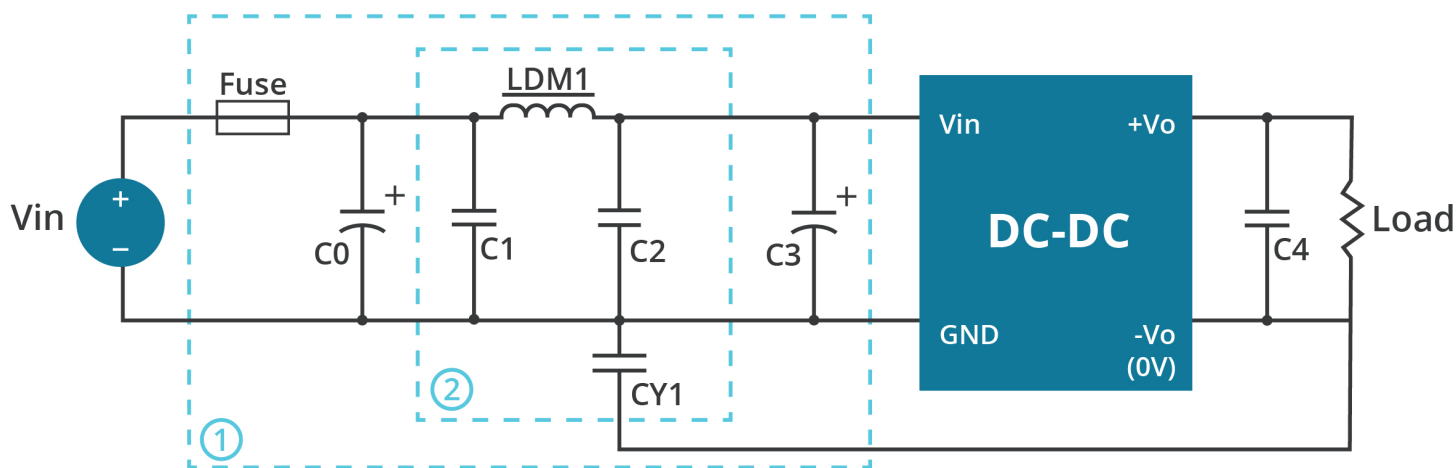 Fuse
LDM1
Vin
+
−
+
C0
C1
C2
+
C3
CY1
1
2
Vin
+Vo
DC-DC
GND
-Vo
(0V)
C4
Load